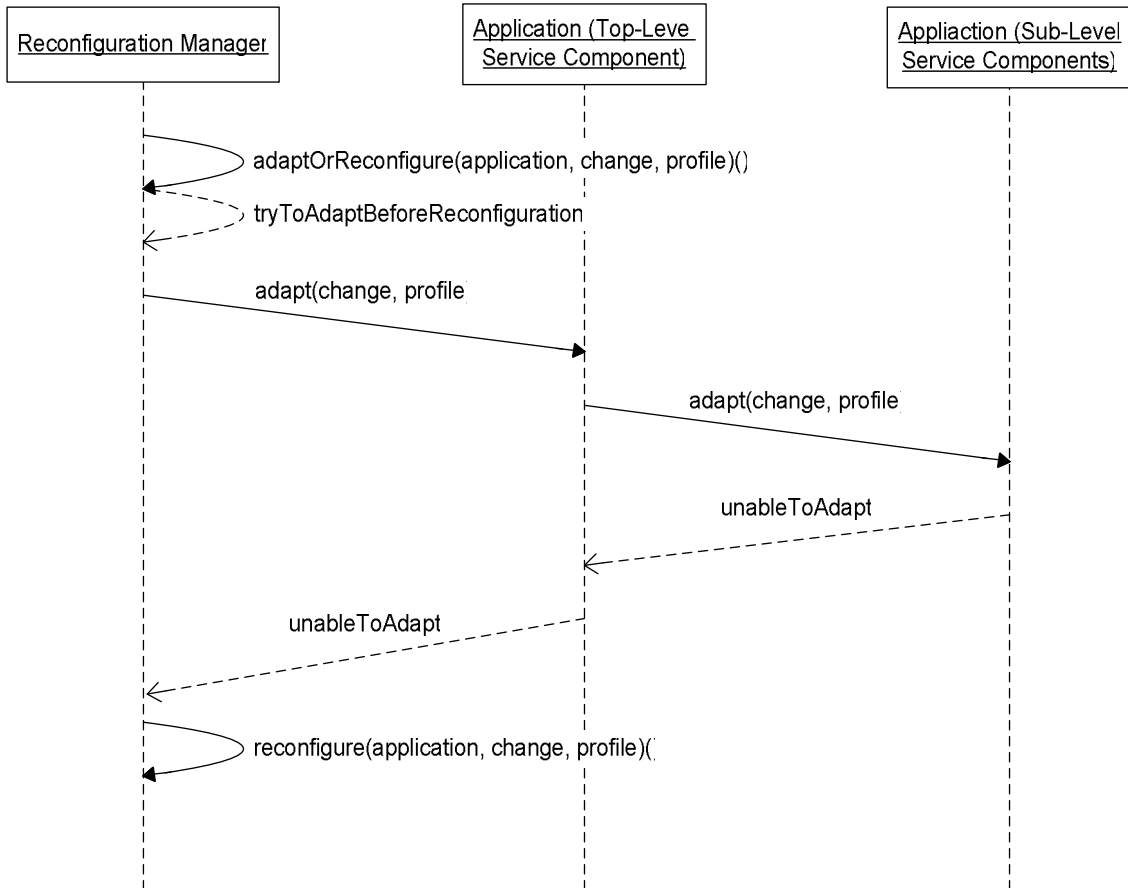 Reconfiguration Manager
Application (Top-Leve
Service Component)
Appliaction (Sub-Level
Service Components)
adaptOrReconfigure(application, change, profile)()
tryToAdaptBeforeReconfiguration
adapt(change, profile)
adapt(change, profile)
unableToAdapt
unableToAdapt
reconfigure(application, change, profile)()